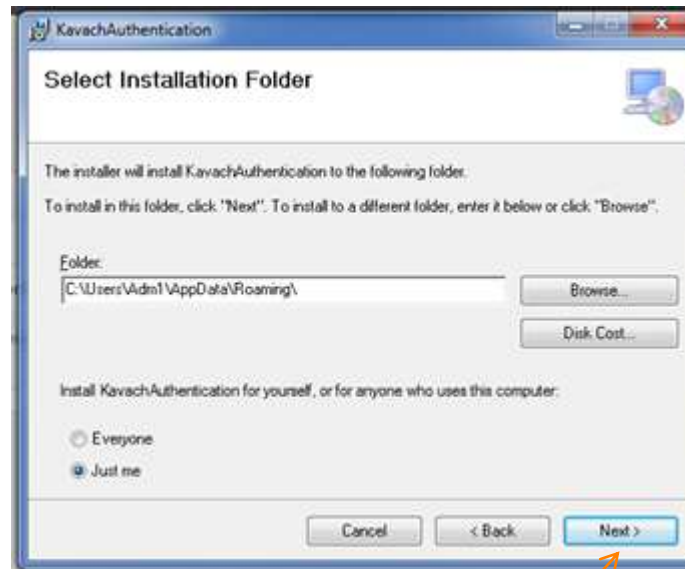 KavachAuthentication
Select Installation Folder
The installer will install KavachAuthentication to the following folder.
To install in this folder, click "Next". To install to a different folder, enter it below or click "Browse".
Folder:
C:\Users\Adm1\AppData\Roaming\
Browse...
Disk Cost...
Install KavachAuthentication for yourself, or for anyone who uses this computer:
Everyone
Just me
Cancel
< Back
Next >